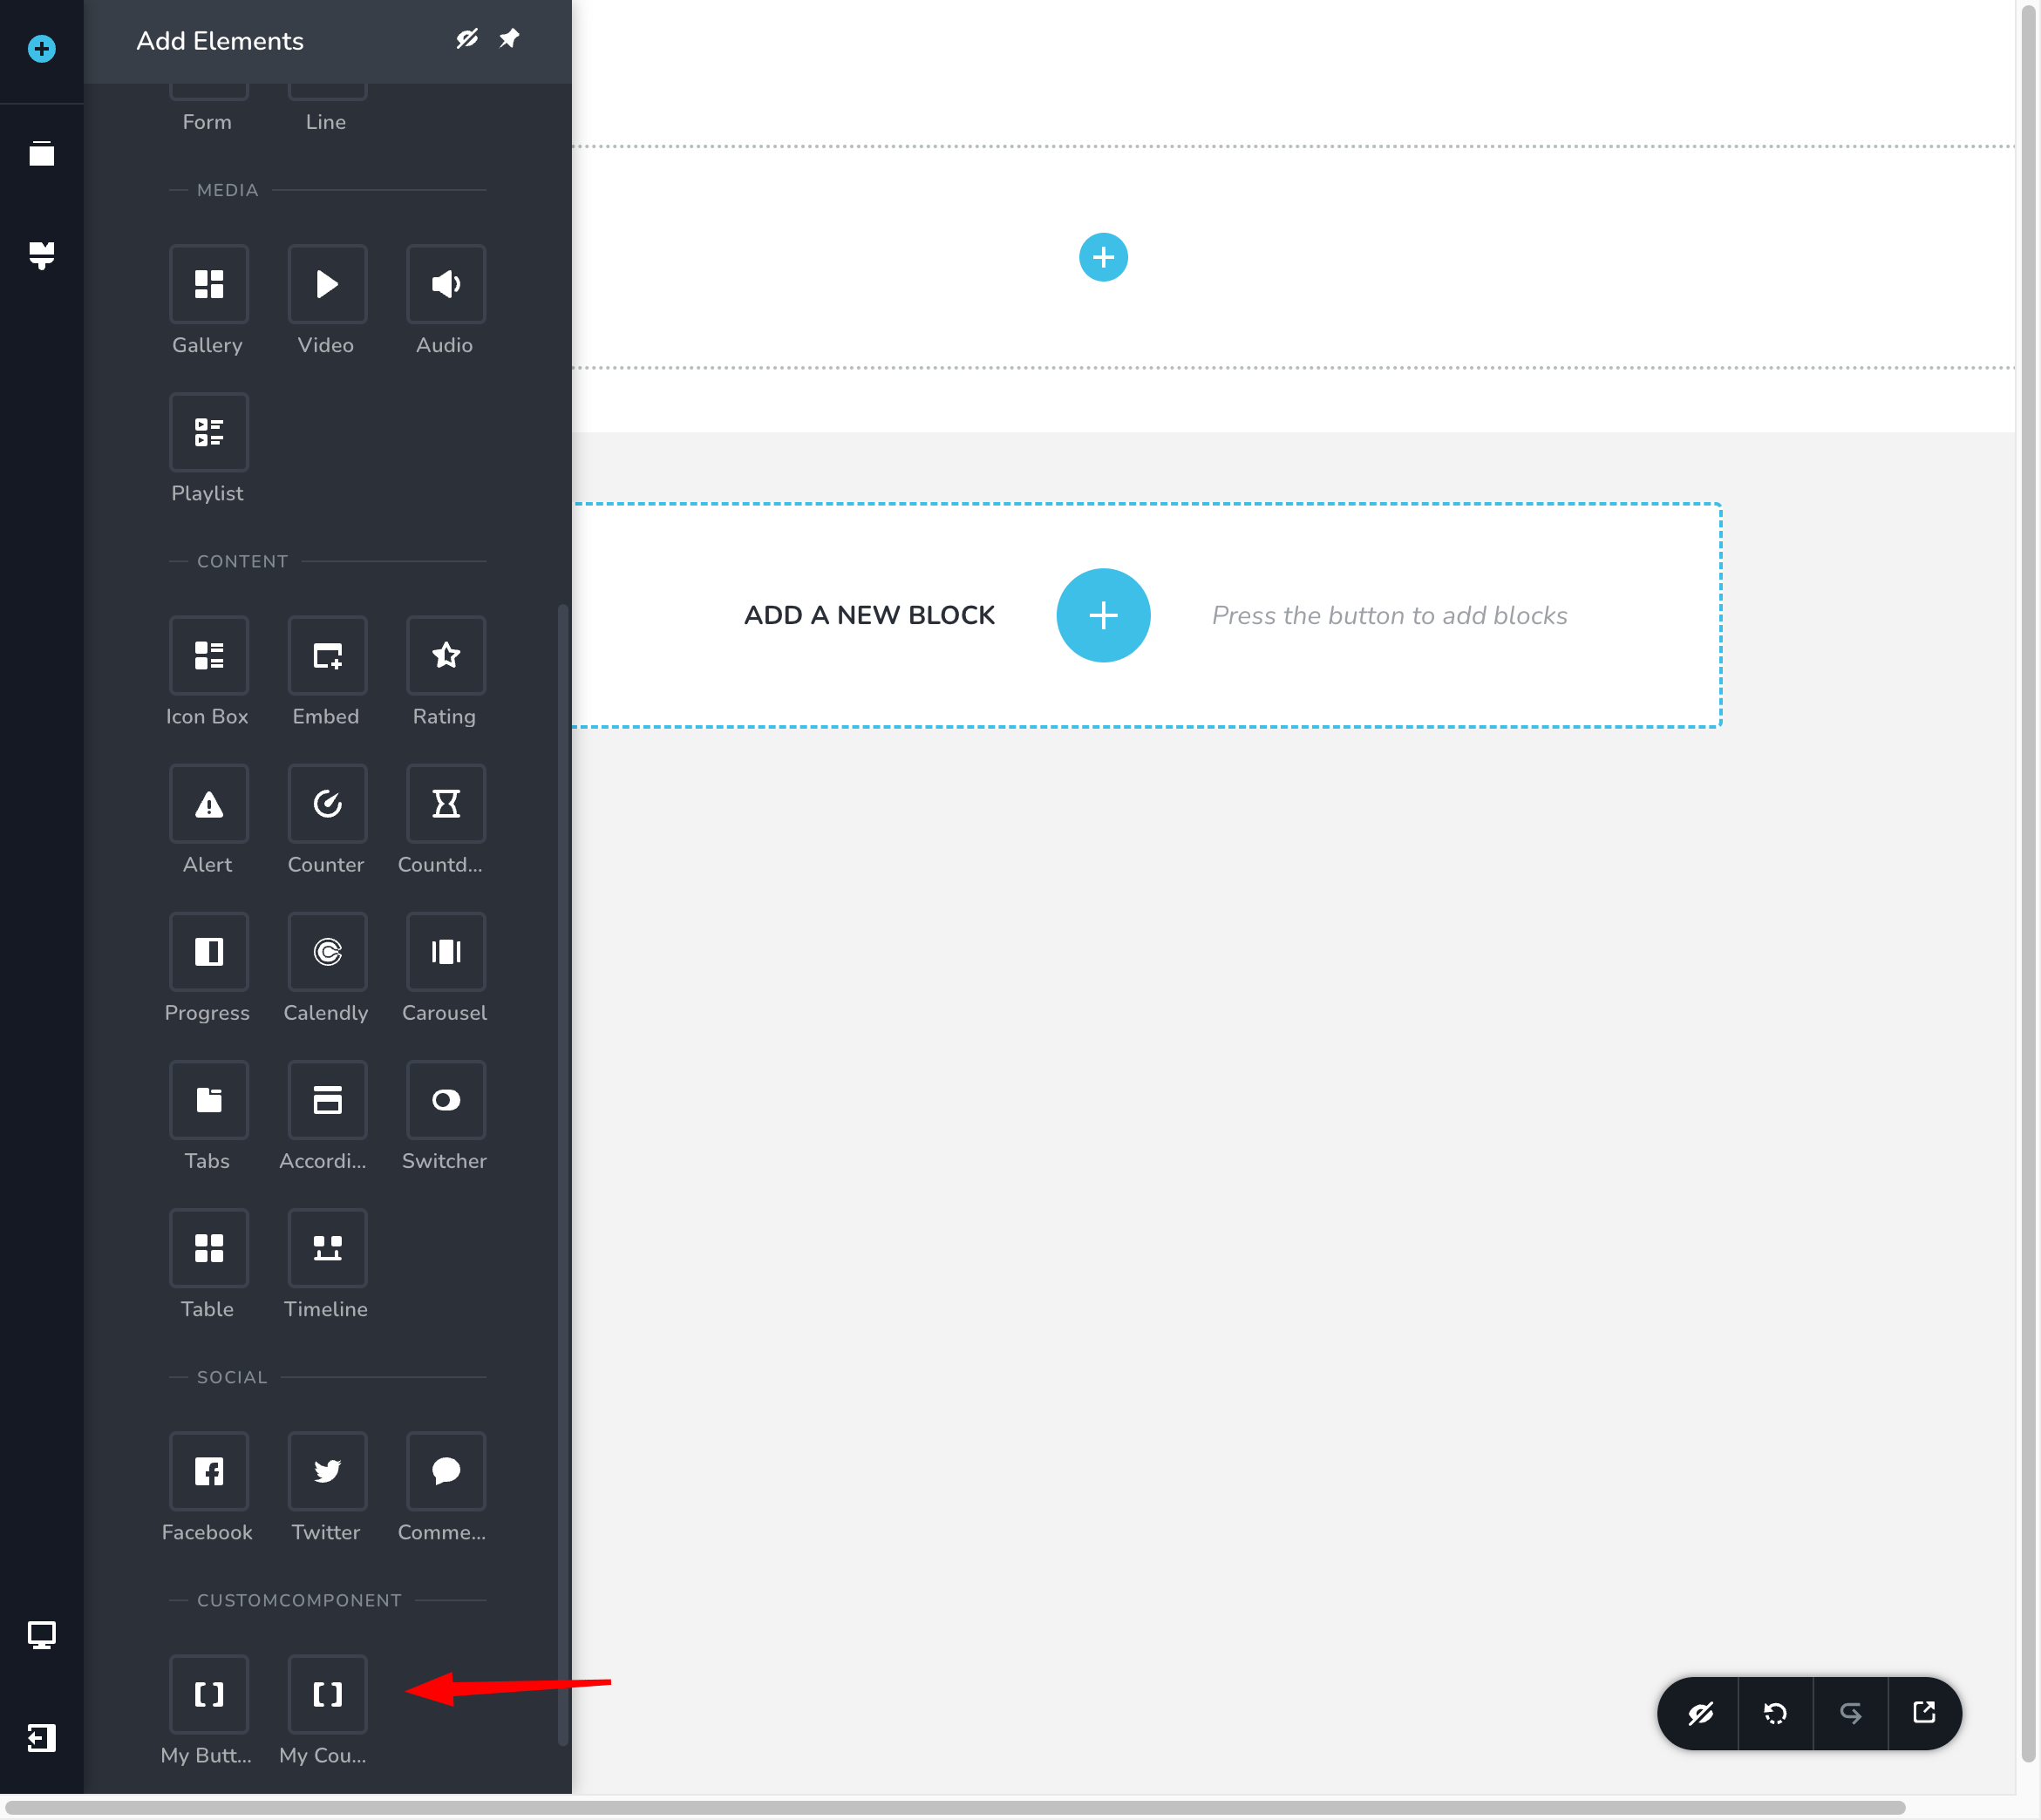 Add Elements
Form Line
MEDIA
Gallery Video Audio
Playlist
CONTENT
ADD A NEW BLOCK Press the button to add blocks
Icon Box Embed Rating
Alert Counter Countd...
Progress Calendly Carousel
Tabs Accordi... Switcher
Table Timeline
SOCIAL
Facebook Twitter Comme...
CUSTOMCOMPONENT
My Butt... My Cou...